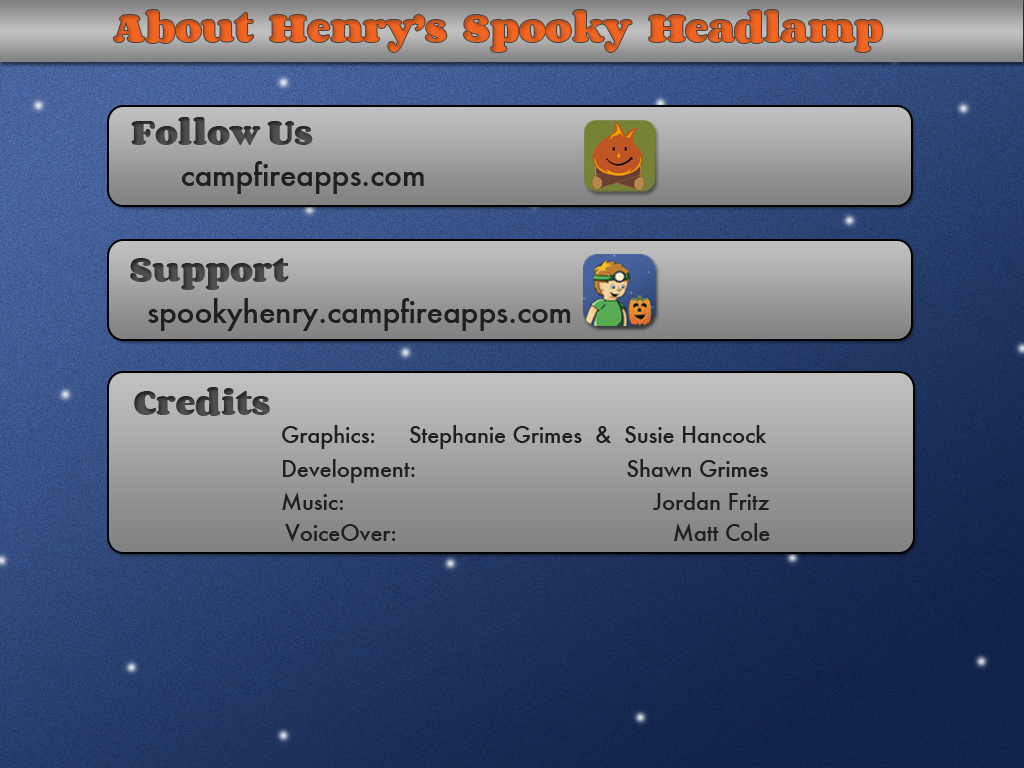 About Henry's Spooky Headlamp
Follow Us
campfireapps.com
Support
spookyhenry.campfireapps.com
Credits
Graphics: Stephanie Grimes & Susie Hancock
Development: Shawn Grimes
Music: Jordan Fritz
VoiceOver: Matt Cole